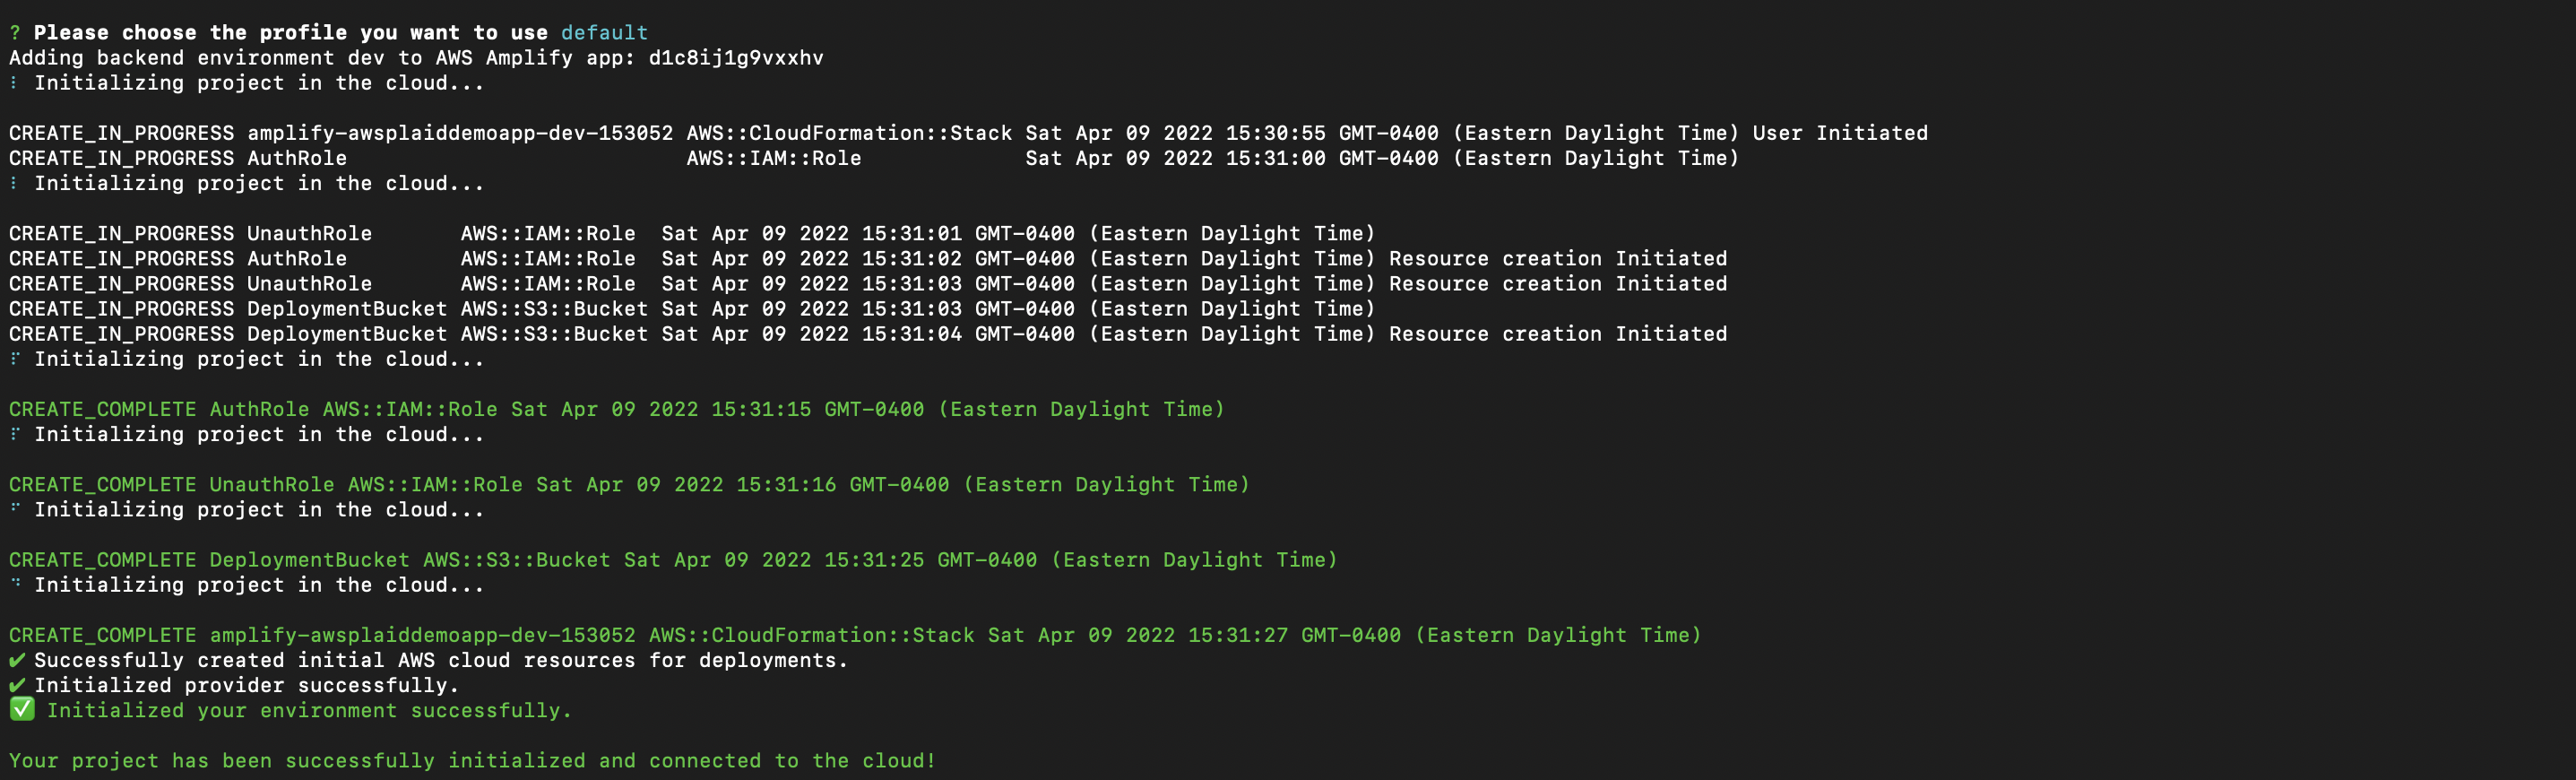 ? Please choose the profile you want to use default
Adding backend environment dev to AWS Amplify app: d1c8ij1g9vxxhv
⠇ Initializing project in the cloud...
CREATE_IN_PROGRESS amplify-awsplaiddemoapp-dev-153052 AWS::CloudFormation::Stack Sat Apr 09 2022 15:30:55 GMT-0400 (Eastern Daylight Time) User Initiated
CREATE_IN_PROGRESS AuthRole AWS::IAM::Role Sat Apr 09 2022 15:31:00 GMT-0400 (Eastern Daylight Time)
⠇ Initializing project in the cloud...
CREATE_IN_PROGRESS UnauthRole AWS::IAM::Role Sat Apr 09 2022 15:31:01 GMT-0400 (Eastern Daylight Time)
CREATE_IN_PROGRESS AuthRole AWS::IAM::Role Sat Apr 09 2022 15:31:02 GMT-0400 (Eastern Daylight Time) Resource creation Initiated
CREATE_IN_PROGRESS UnauthRole AWS::IAM::Role Sat Apr 09 2022 15:31:03 GMT-0400 (Eastern Daylight Time) Resource creation Initiated
CREATE_IN_PROGRESS DeploymentBucket AWS::S3::Bucket Sat Apr 09 2022 15:31:03 GMT-0400 (Eastern Daylight Time)
CREATE_IN_PROGRESS DeploymentBucket AWS::S3::Bucket Sat Apr 09 2022 15:31:04 GMT-0400 (Eastern Daylight Time) Resource creation Initiated
⠏ Initializing project in the cloud...
CREATE_COMPLETE AuthRole AWS::IAM::Role Sat Apr 09 2022 15:31:15 GMT-0400 (Eastern Daylight Time)
⠏ Initializing project in the cloud...
CREATE_COMPLETE UnauthRole AWS::IAM::Role Sat Apr 09 2022 15:31:16 GMT-0400 (Eastern Daylight Time)
⠋ Initializing project in the cloud...
CREATE_COMPLETE DeploymentBucket AWS::S3::Bucket Sat Apr 09 2022 15:31:25 GMT-0400 (Eastern Daylight Time)
⠙ Initializing project in the cloud...
CREATE_COMPLETE amplify-awsplaiddemoapp-dev-153052 AWS::CloudFormation::Stack Sat Apr 09 2022 15:31:27 GMT-0400 (Eastern Daylight Time)
✔ Successfully created initial AWS cloud resources for deployments.
✔ Initialized provider successfully.
✅ Initialized your environment successfully.
Your project has been successfully initialized and connected to the cloud!